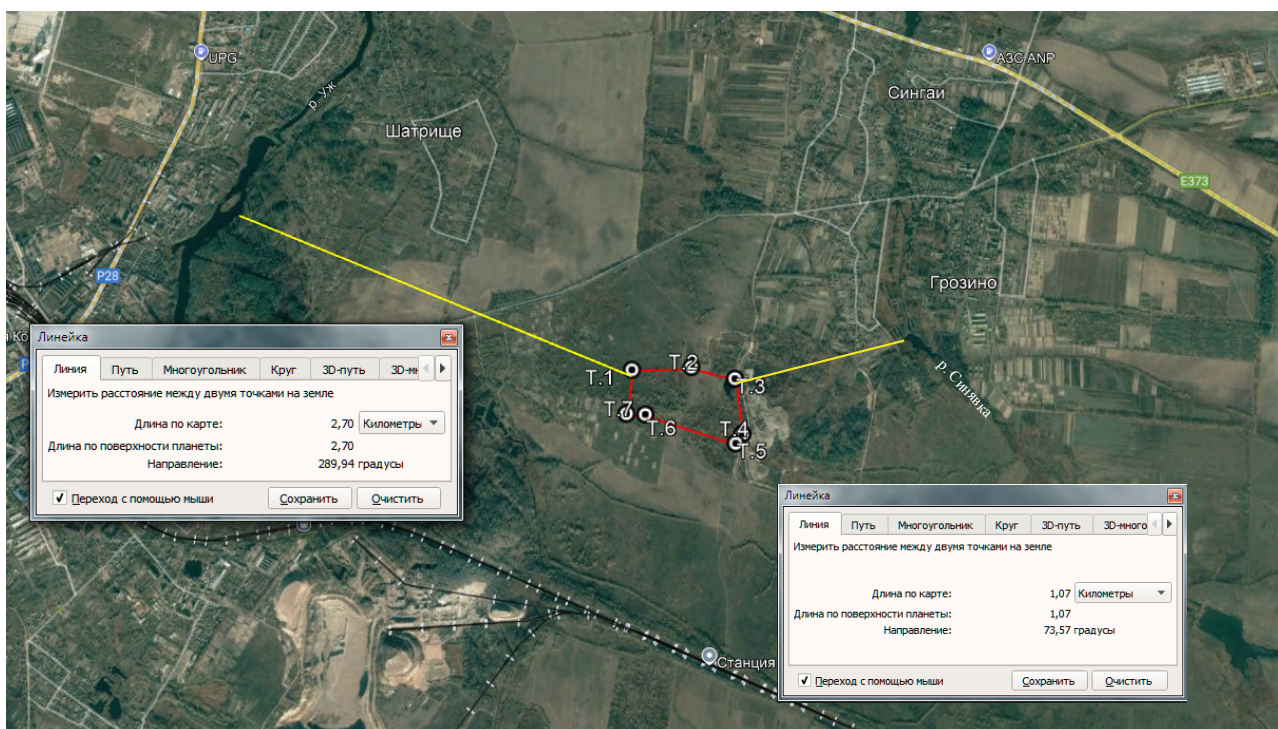 UPG
р. Уж
Шатрище
АЗС ANP
Сингаи
E373
P28
Грозино
р. Синявка
Т.1
Т.2
Т.3
Т.7
Т.6
Т.4
Т.5
Линейка
Линия Путь Многоугольник Круг 3D-путь
Измерить расстояние между двумя точками на земле
Длина по карте: 2,70 Километры
Длина по поверхности планеты: 2,70
Направление: 289,94 градусы
Переход с помощью мыши Сохранить Очистить
Линейка
Линия Путь Многоугольник Круг 3D-путь 3D-много
Измерить расстояние между двумя точками на земле
Длина по карте: 1,07 Километры
Длина по поверхности планеты: 1,07
Направление: 73,57 градусы
Переход с помощью мыши Сохранить Очистить
Станция